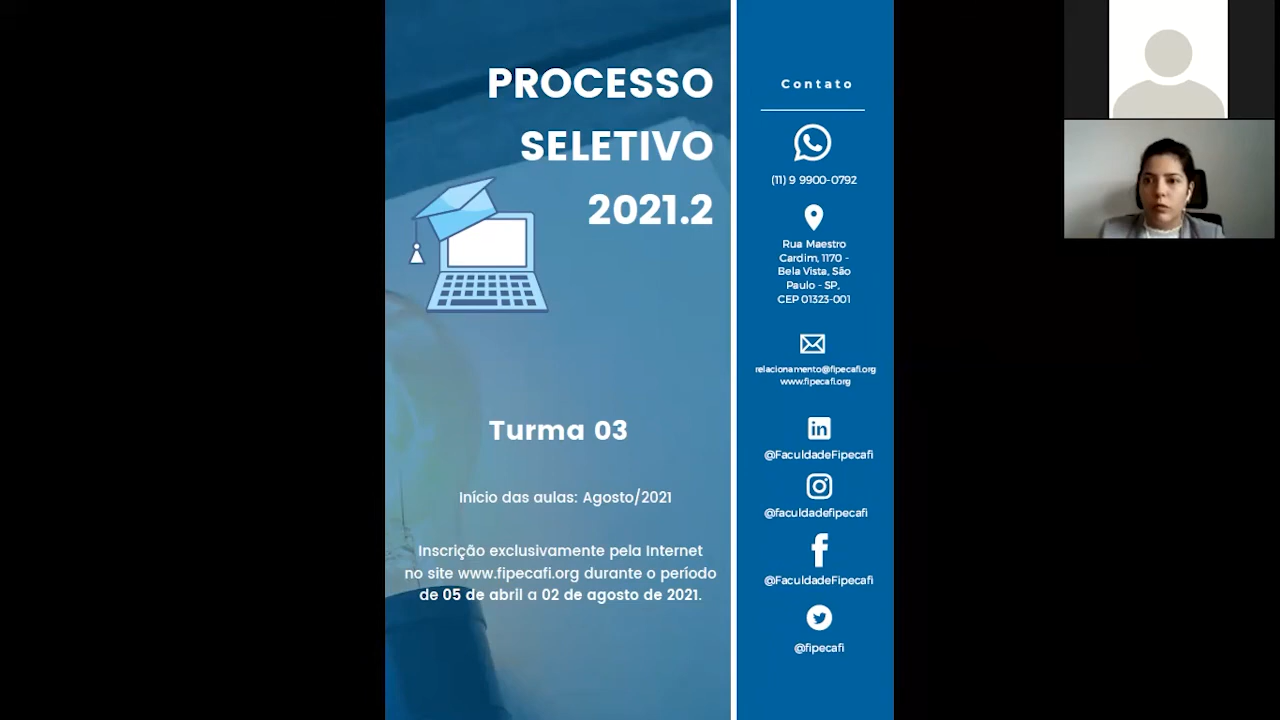 PROCESSO
SELETIVO
2021.2
Turma 03
Início das aulas: Agosto/2021
Inscrição exclusivamente pela Internet
no site www.fipecafi.org durante o período
de 05 de abril a 02 de agosto de 2021.
Contato
(11) 9 9900-0792
Rua Maestro
Cardim, 1170 -
Bela Vista, São
Paulo - SP,
CEP 01323-001
relacionamento@fipecafi.org
www.fipecafi.org
in
@FaculdadeFipecafi
@faculdadefipecafi
@FaculdadeFipecafi
@fipecafi